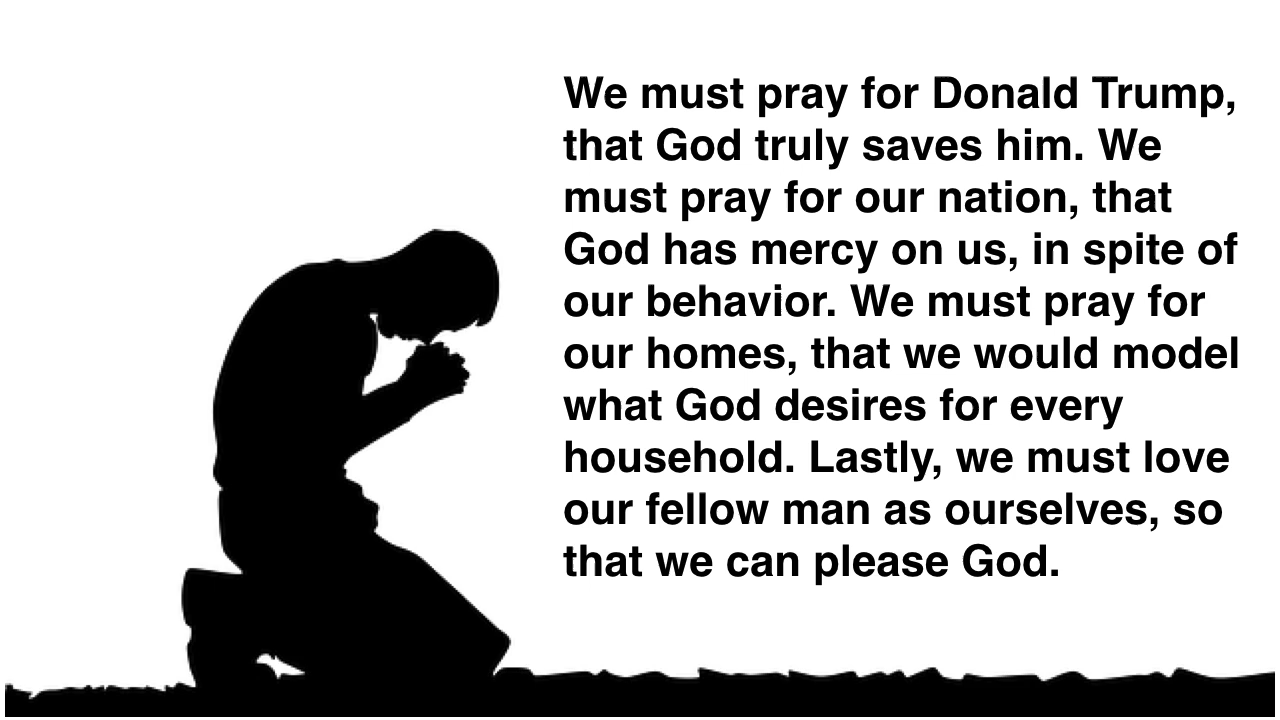 We must pray for Donald Trump,
that God truly saves him. We
must pray for our nation, that
God has mercy on us, in spite of
our behavior. We must pray for
our homes, that we would model
what God desires for every
household. Lastly, we must love
our fellow man as ourselves, so
that we can please God.